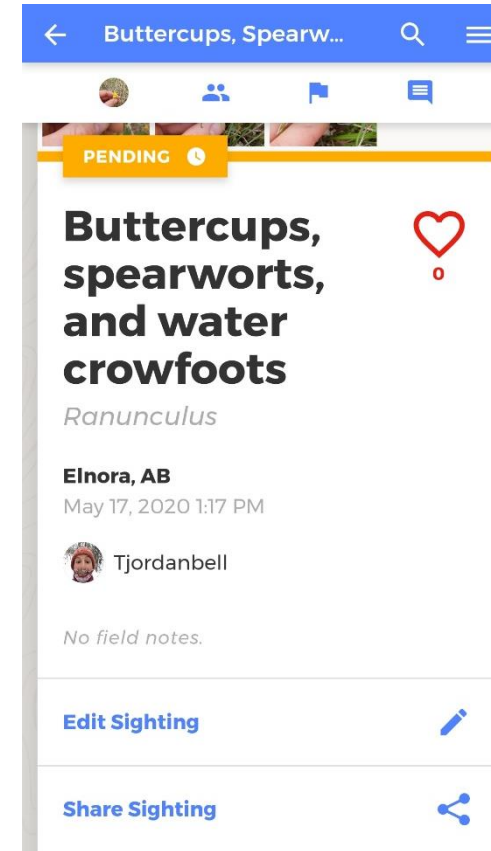 Buttercups, Spearw...
PENDING
Buttercups,
spearworts,
and water
crowfoots
0
Ranunculus
Elnora, AB
May 17, 2020 1:17 PM
Tjordanbell
No field notes.
Edit Sighting
Share Sighting